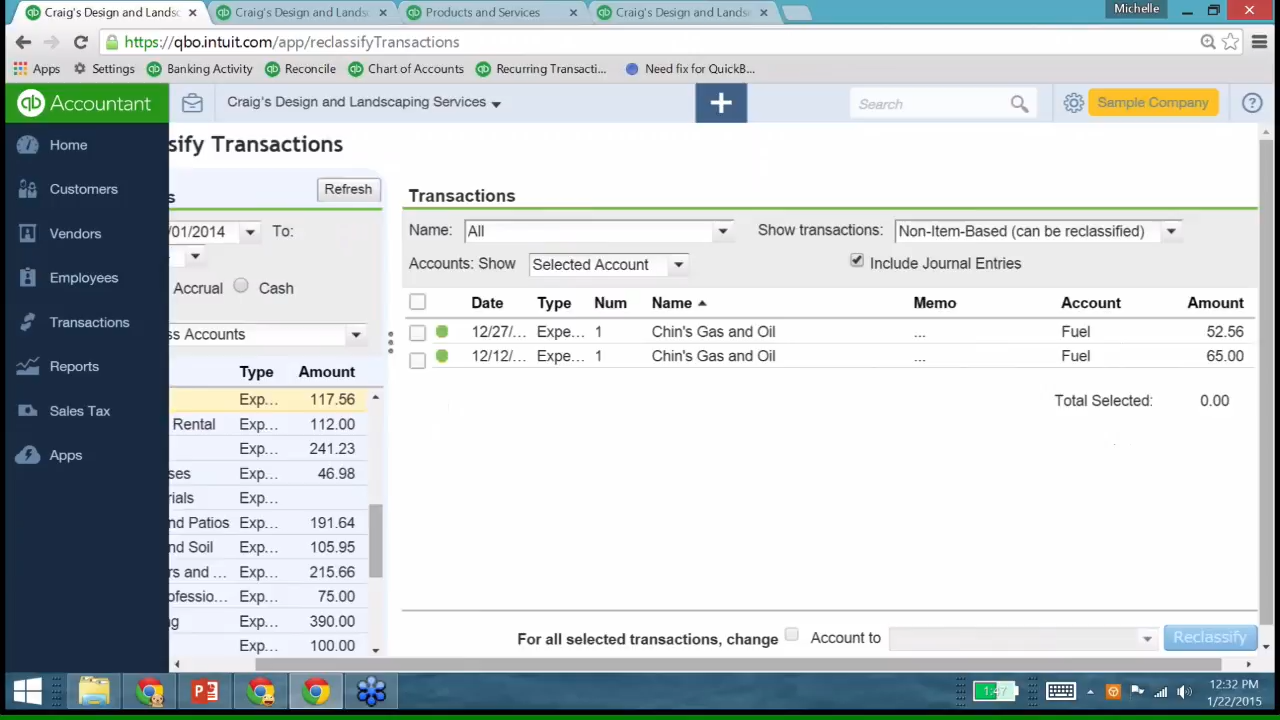 Craig's Design and Landsc
Craig's Design and Landsc
Products and Services
Craig's Design and Landsc
Michelle
https://qbo.intuit.com/app/reclassifyTransactions
Apps Settings Banking Activity Reconcile Chart of Accounts Recurring Transacti... Need fix for QuickB...
qb Accountant
Craig's Design and Landscaping Services
Search
Sample Company
Home
Customers
Vendors
Employees
Transactions
Reports
Sales Tax
Apps
sify Transactions
s
Refresh
/01/2014 To:
Accrual Cash
ss Accounts
Type Amount
Exp... 117.56
Rental Exp... 112.00
Exp... 241.23
ses Exp... 46.98
rials Exp...
nd Patios Exp... 191.64
nd Soil Exp... 105.95
rs and ... Exp... 215.66
ofessio... Exp... 75.00
ng Exp... 390.00
Exp... 100.00
Transactions
Name: All Show transactions: Non-Item-Based (can be reclassified)
Accounts: Show Selected Account Include Journal Entries
Date Type Num Name Memo Account Amount
12/27/... Expe... 1 Chin's Gas and Oil ... Fuel 52.56
12/12/... Expe... 1 Chin's Gas and Oil ... Fuel 65.00
Total Selected: 0.00
For all selected transactions, change Account to Reclassify
1:47
12:32 PM
1/22/2015